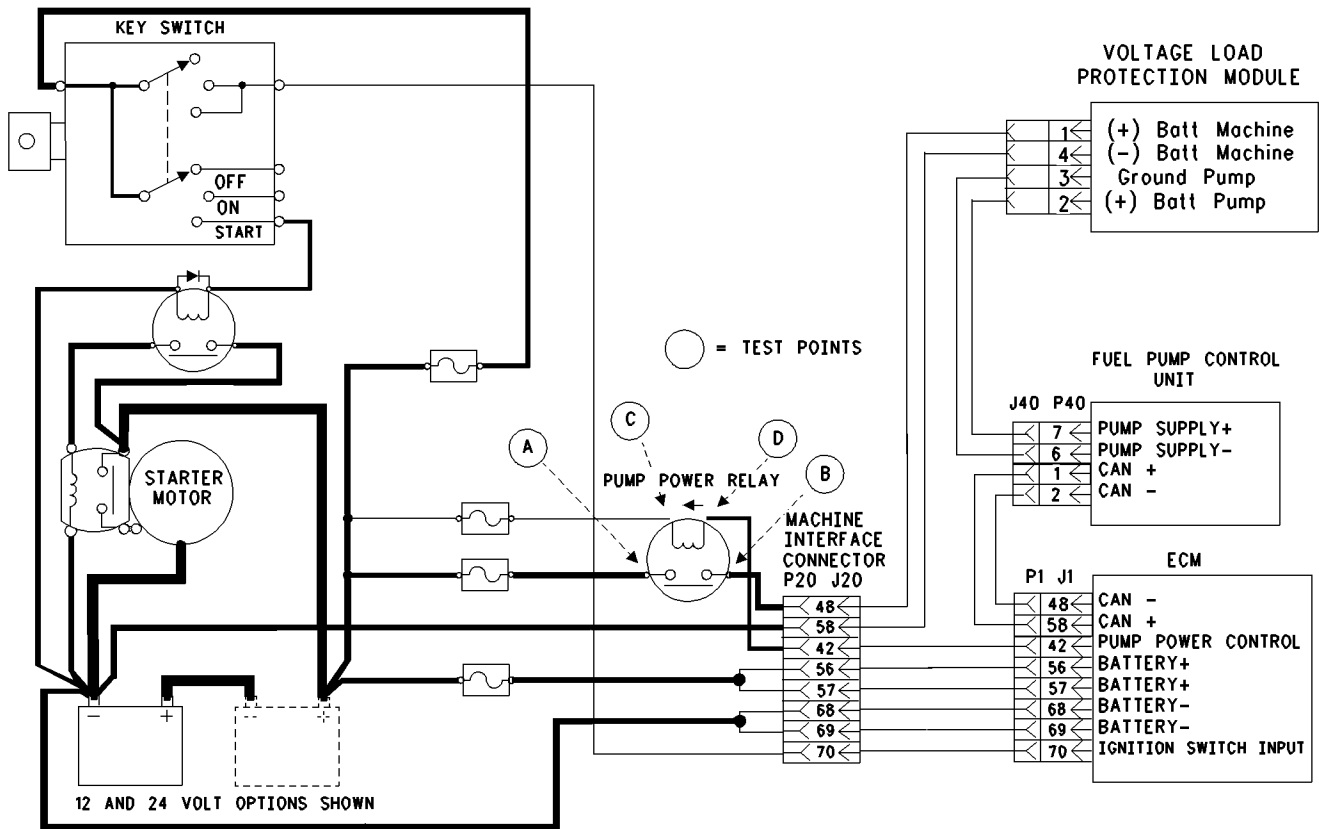 KEY SWITCH
OFF
ON
START
VOLTAGE LOAD
PROTECTION MODULE
1 (+) Batt Machine
4 (-) Batt Machine
3 Ground Pump
2 (+) Batt Pump
= TEST POINTS
FUEL PUMP CONTROL
UNIT
J40 P40
7 PUMP SUPPLY+
6 PUMP SUPPLY-
1 CAN +
2 CAN -
STARTER
MOTOR
A
C
D
B
PUMP POWER RELAY
MACHINE
INTERFACE
CONNECTOR
P20 J20
48
58
42
56
57
68
69
70
ECM
P1 J1
48 CAN -
58 CAN +
42 PUMP POWER CONTROL
56 BATTERY+
57 BATTERY+
68 BATTERY-
69 BATTERY-
70 IGNITION SWITCH INPUT
- +
- +
12 AND 24 VOLT OPTIONS SHOWN